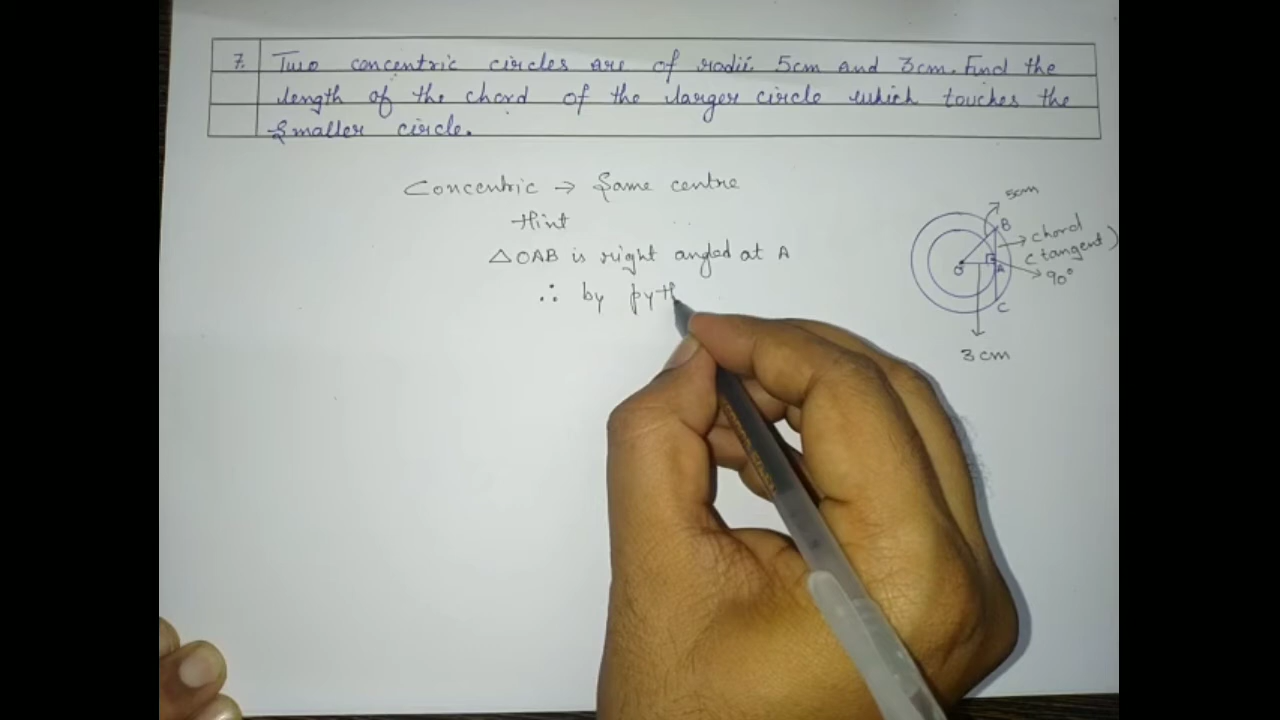 7. Two concentric circles are of radii 5cm and 3cm. Find the
length of the chord of the larger circle which touches the
smaller circle.
Concentric → Same centre
Hint
△OAB is right angled at A
∴ by pyth
5cm
B
chord
(tangent)
O
A
90°
C
3 cm